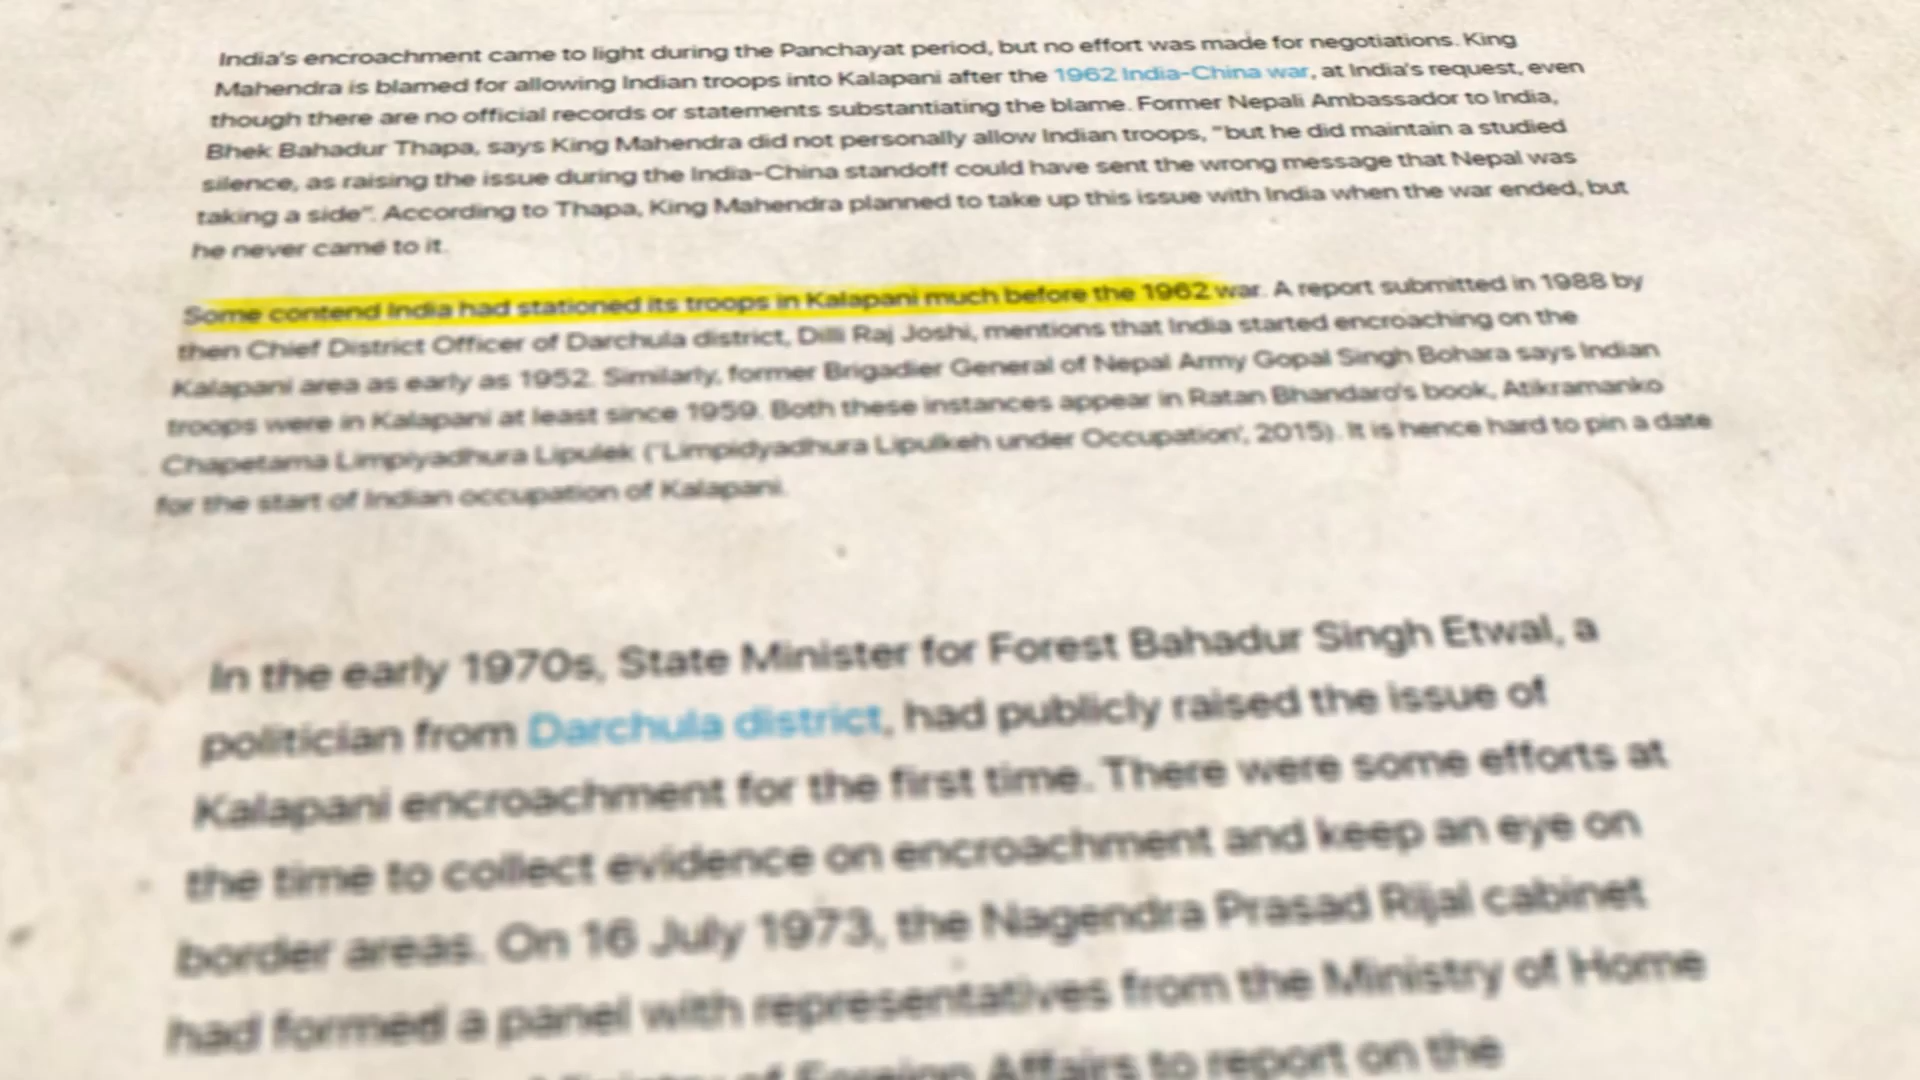 India's encroachment came to light during the Panchayat period, but no effort was made for negotiations. King
Mahendra is blamed for allowing Indian troops into Kalapani after the 1962 India-China war, at India's request, even
though there are no official records or statements substantiating the blame. Former Nepali Ambassador to India,
Bhek Bahadur Thapa, says King Mahendra did not personally allow Indian troops, "but he did maintain a studied
silence, as raising the issue during the India-China standoff could have sent the wrong message that Nepal was
taking a side". According to Thapa, King Mahendra planned to take up this issue with India when the war ended, but
he never came to it.
Some contend India had stationed its troops in Kalapani much before the 1962 war. A report submitted in 1988 by
then Chief District Officer of Darchula district, Dilli Raj Joshi, mentions that India started encroaching on the
Kalapani area as early as 1952. Similarly, former Brigadier General of Nepal Army Gopal Singh Bohara says Indian
troops were in Kalapani at least since 1959. Both these instances appear in Ratan Bhandaro's book, Atikramanko
Chapetama Limpiyadhura Lipulek ('Limpidyadhura Lipulkeh under Occupation', 2015). It is hence hard to pin a date
for the start of Indian occupation of Kalapani.
In the early 1970s, State Minister for Forest Bahadur Singh Etwal, a
politician from Darchula district, had publicly raised the issue of
Kalapani encroachment for the first time. There were some efforts at
the time to collect evidence on encroachment and keep an eye on
border areas. On 16 July 1973, the Nagendra Prasad Rijal cabinet
had formed a panel with representatives from the Ministry of Home
Ministry of Foreign Affairs to report on the